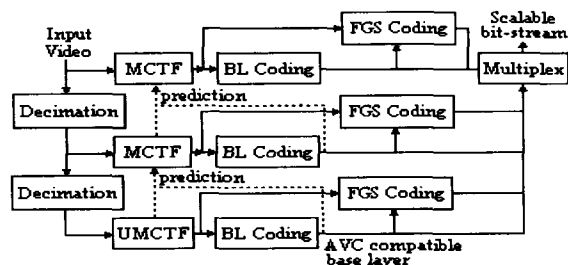 Input
Video
FGS Coding
Scalable
bit-stream
MCTF
BL Coding
Multiplex
Decimation
prediction
FGS Coding
MCTF
BL Coding
Decimation
prediction
FGS Coding
UMCTF
BL Coding
AVC compatible
base layer